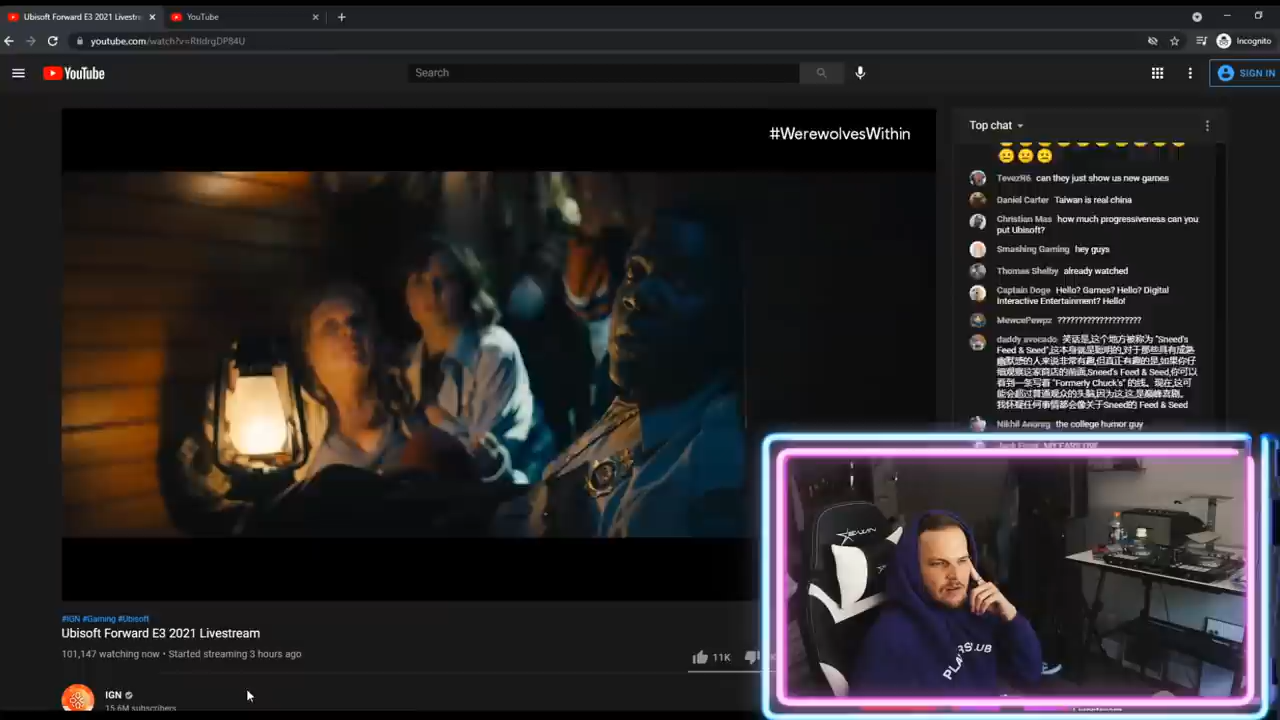 Ubisoft Forward E3 2021 Livestre
YouTube
youtube.com/watch?v=RtIdrgDP84U
Incognito
YouTube
Search
SIGN IN
#WerewolvesWithin
Top chat
TevezR6 can they just show us new games
Daniel Carter Taiwan is real china
Christian Mas how much progressiveness can you
put Ubisoft?
Smashing Gaming hey guys
Thomas Shelby already watched
Captain Doge Hello? Games? Hello? Digital
Interactive Entertainment? Hello!
MewcePewpz ????????????????????
daddy avocado 笑话是,这个地方被称为 "Sneed's
Feed & Seed",这本身就是聪明的,对于那些具有成熟
幽默感的人来说非常有趣,但真正有趣的是,如果你仔
细观察这家商店的前面,Sneed's Feed & Seed,你可以
看到一条写着 "Formerly Chuck's" 的线。现在,这可
能会超过普通观众的头脑,因为这,这,是巅峰喜剧。
我怀疑任何事情都会像关于Sneed的 Feed & Seed
the college humor guy
#IGN #Gaming #Ubisoft
Ubisoft Forward E3 2021 Livestream
101,147 watching now • Started streaming 3 hours ago
11K
IGN
15.6M subscribers